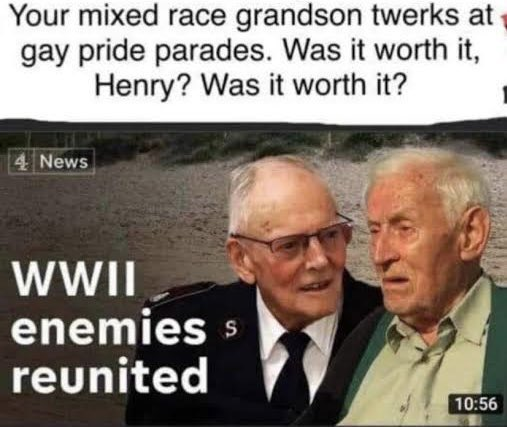 Your mixed race grandson twerks at
gay pride parades. Was it worth it,
Henry? Was it worth it?
4 News
WWII
enemies
reunited
S
10:56